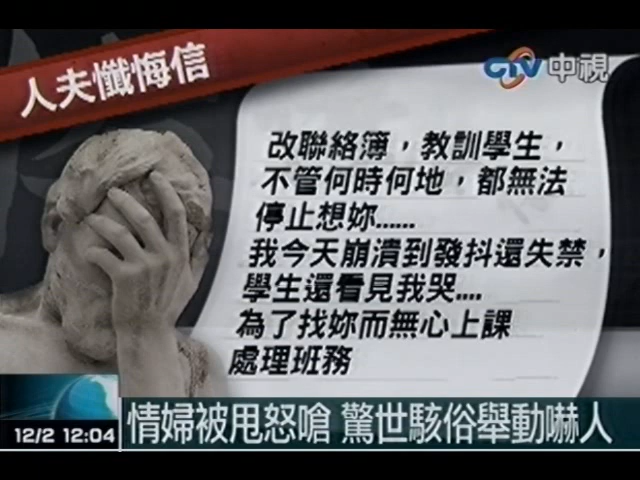 人夫懺悔信
CTV中視
改聯絡簿，教訓學生，
不管何時何地，都無法
停止想妳......
我今天崩潰到發抖還失禁，
學生還看見我哭....
為了找妳而無心上課
處理班務
情婦被甩怒嗆 驚世駭俗舉動嚇人
12/2 12:04